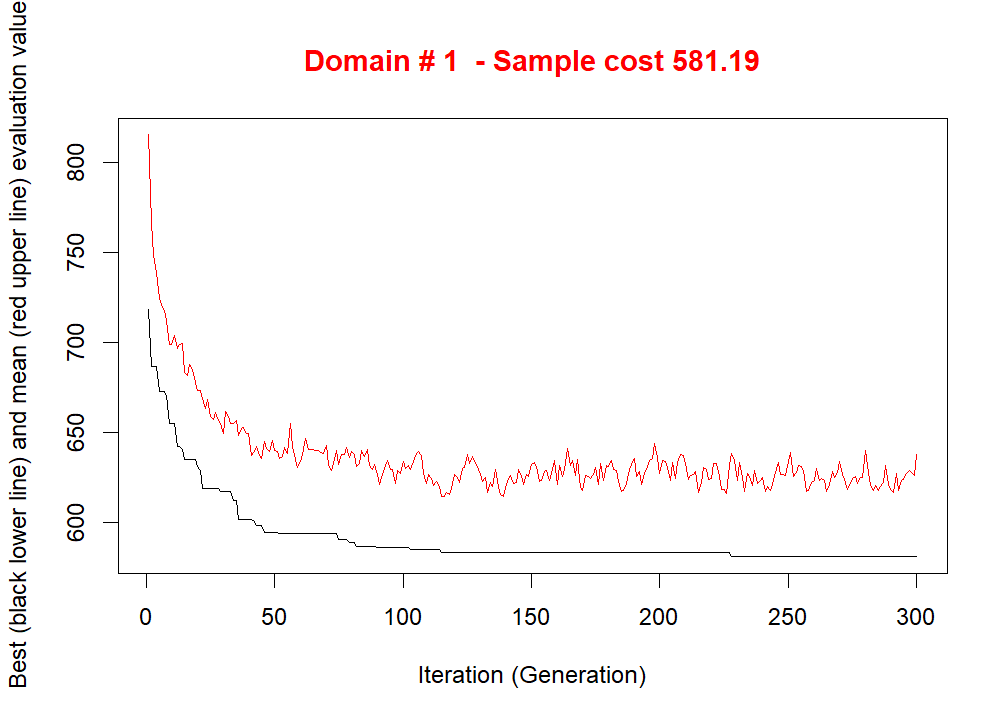 Domain # 1  - Sample cost 581.19
Best (black lower line) and mean (red upper line) evaluation value
800
750
700
650
600
0 50 100 150 200 250 300
Iteration (Generation)